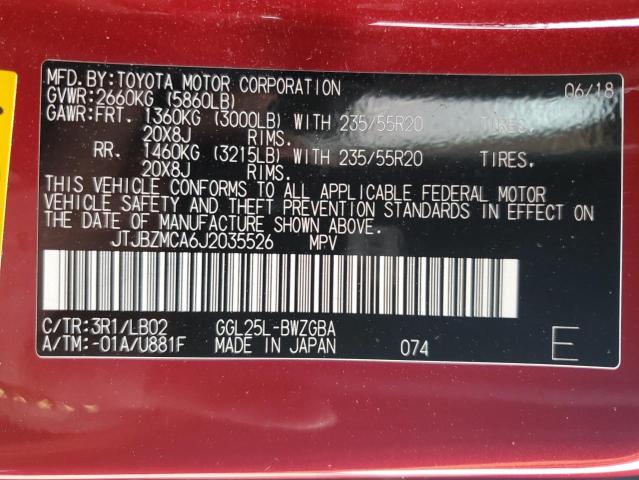 MFD.BY:TOYOTA MOTOR CORPORATION 06/18
GVWR:2660KG (5860LB)
GAWR:FRT. 1360KG (3000LB) WITH 235/55R20 TIRES.
20X8J RIMS.
RR. 1460KG (3215LB) WITH 235/55R20 TIRES.
20X8J RIMS.
THIS VEHICLE CONFORMS TO ALL APPLICABLE FEDERAL MOTOR
VEHICLE SAFETY AND THEFT PREVENTION STANDARDS IN EFFECT ON
THE DATE OF MANUFACTURE SHOWN ABOVE.
JTJBZMCA6J2035526 MPV
C/TR:3R1/LB02 GGL25L-BWZGBA
A/TM:-01A/U881F MADE IN JAPAN 074 E